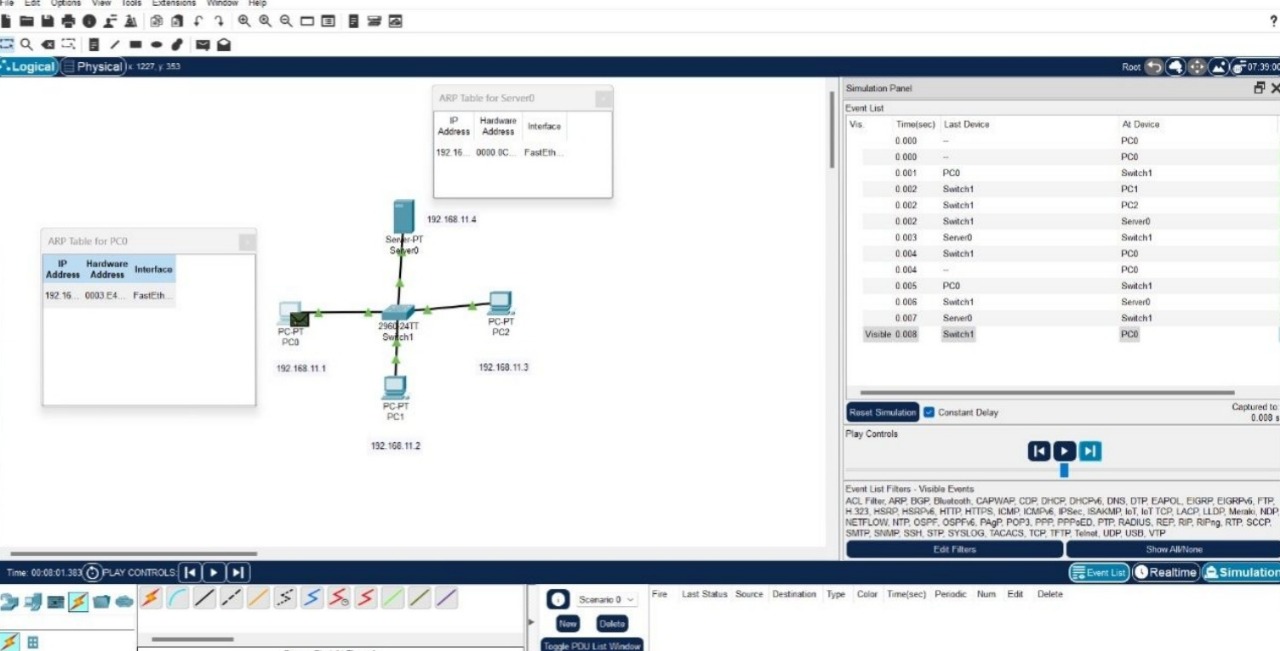 File Edit Options View Tools Extensions Window Help
?
Logical Physical x: 1227, y: 353 Root 07:39:00
ARP Table for Server0
IP Address Hardware Address Interface
192.16... 0000.0C... FastEth...
192.168.11.4
Server-PT
Server0
ARP Table for PC0
IP Address Hardware Address Interface
192.16... 0003.E4... FastEth...
PC-PT
PC0
192.168.11.1
2960-24TT
Switch1
PC-PT
PC2
192.168.11.3
PC-PT
PC1
192.168.11.2
Simulation Panel
Event List
Vis. Time(sec) Last Device At Device
0.000 -- PC0
0.000 -- PC0
0.001 PC0 Switch1
0.002 Switch1 PC1
0.002 Switch1 PC2
0.002 Switch1 Server0
0.003 Server0 Switch1
0.004 Switch1 PC0
0.004 -- PC0
0.005 PC0 Switch1
0.006 Switch1 Server0
0.007 Server0 Switch1
Visible 0.008 Switch1 PC0
Reset Simulation Constant Delay Captured to:
0.008 s
Play Controls
Event List Filters - Visible Events
ACL Filter, ARP, BGP, Bluetooth, CAPWAP, CDP, DHCP, DHCPv6, DNS, DTP, EAPOL, EIGRP, EIGRPv6, FTP,
H.323, HSRP, HSRPv6, HTTP, HTTPS, ICMP, ICMPv6, IPSec, ISAKMP, IoT, IoT TCP, LACP, LLDP, Meraki, NDP,
NETFLOW, NTP, OSPF, OSPFv6, PAgP, POP3, PPP, PPPoED, PTP, RADIUS, REP, RIP, RIPng, RTP, SCCP,
SMTP, SNMP, SSH, STP, SYSLOG, TACACS, TCP, TFTP, Telnet, UDP, USB, VTP
Edit Filters Show All/None
Time: 00:08:01.383 PLAY CONTROLS: Event List Realtime Simulation
Scenario 0 Fire Last Status Source Destination Type Color Time(sec) Periodic Num Edit Delete
New Delete
Toggle PDU List Window